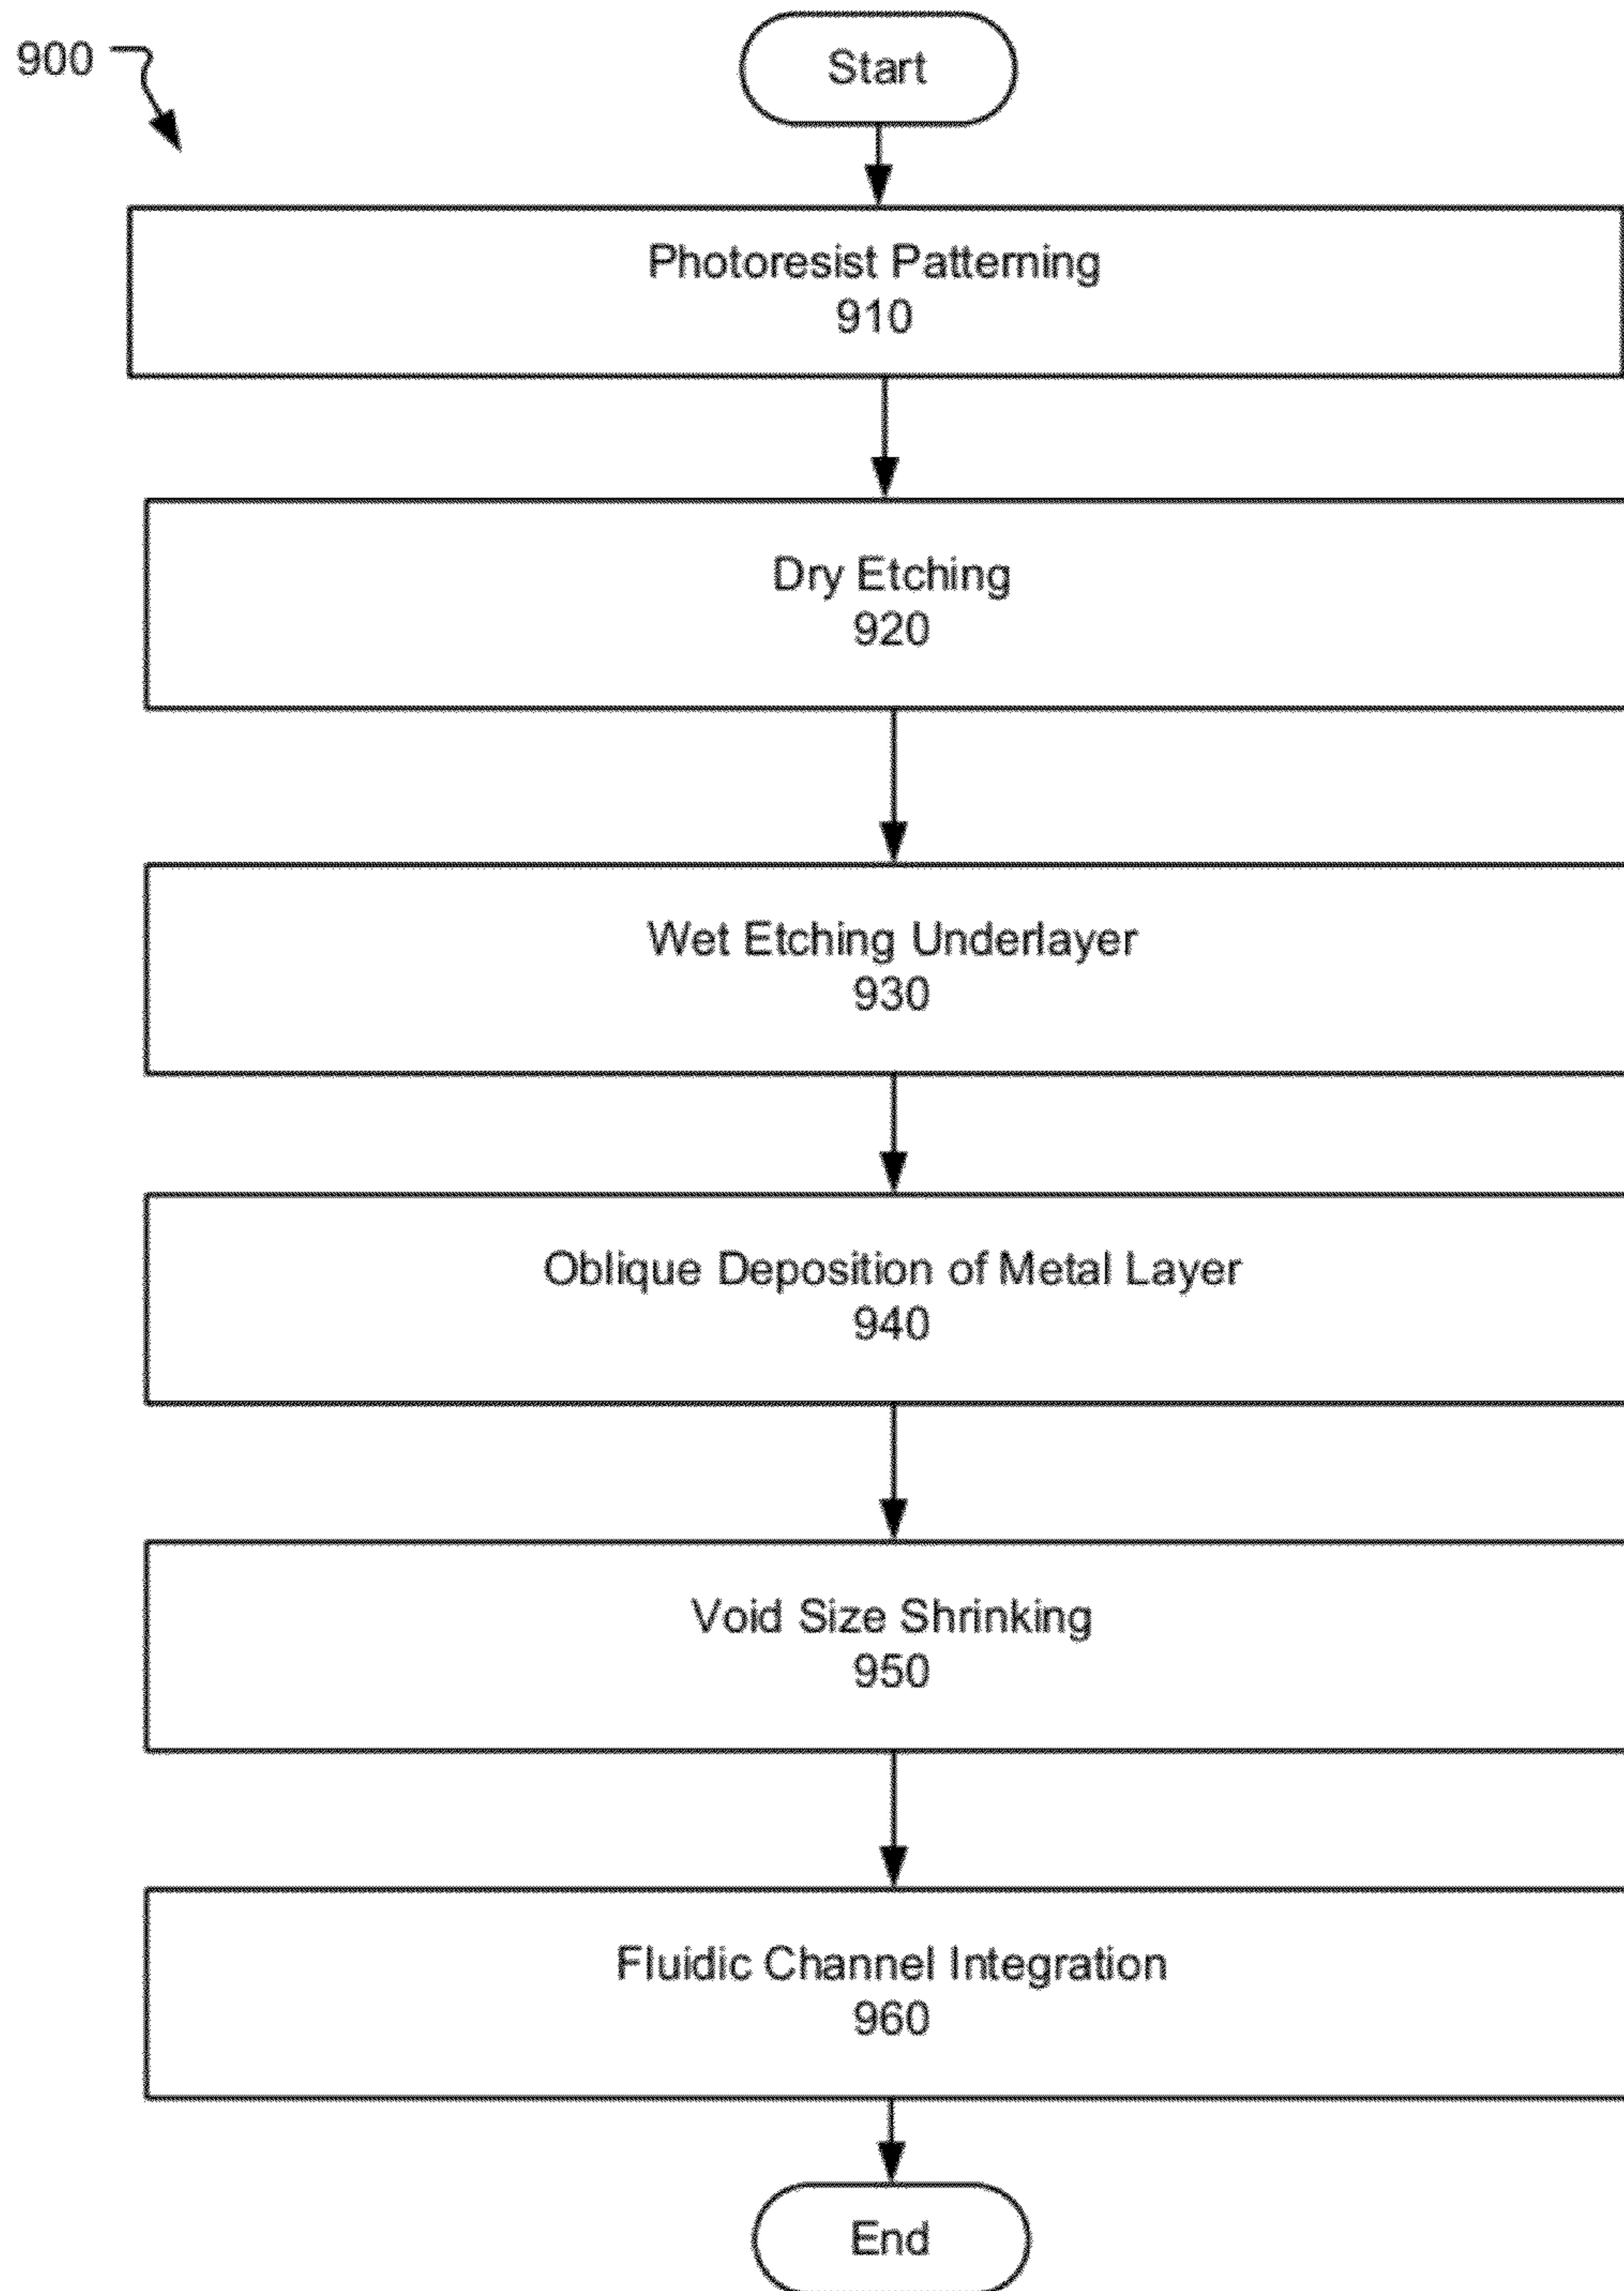 900
Start
Photoresist Patterning
910
Dry Etching
920
Wet Etching Underlayer
930
Oblique Deposition of Metal Layer
940
Void Size Shrinking
950
Fluidic Channel Integration
960
End